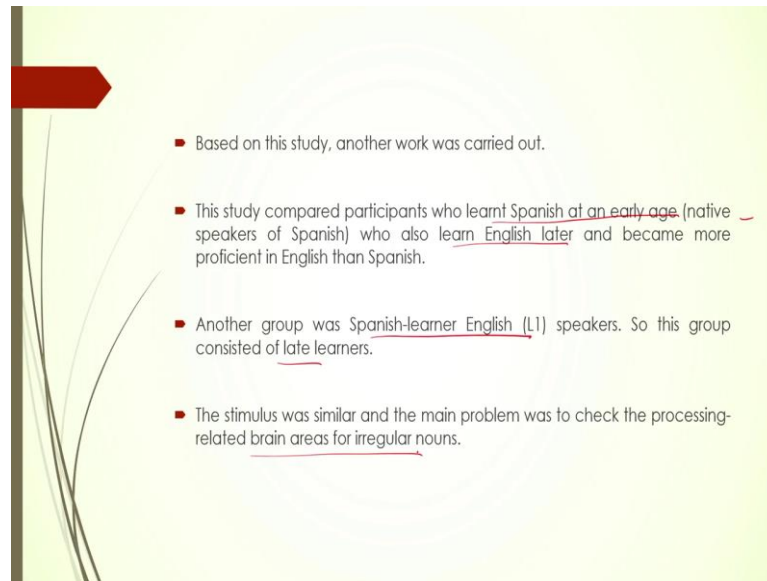 Based on this study, another work was carried out.
This study compared participants who learnt Spanish at an early age (native
speakers of Spanish) who also learn English later and became more
proficient in English than Spanish.
Another group was Spanish-learner English (L1) speakers. So this group
consisted of late learners.
The stimulus was similar and the main problem was to check the processing-
related brain areas for irregular nouns.